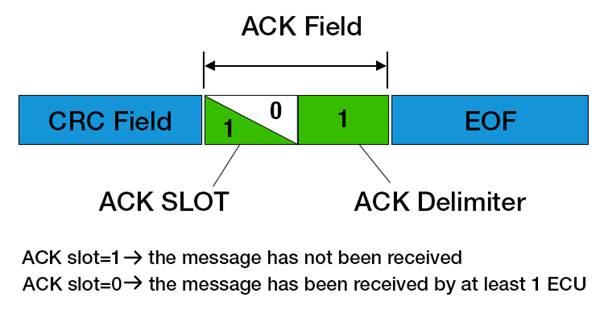 ACK Field
CRC Field
1
0
1
EOF
ACK SLOT
ACK Delimiter
ACK slot=1→ the message has not been received
ACK slot=0→ the message has been received by at least 1 ECU